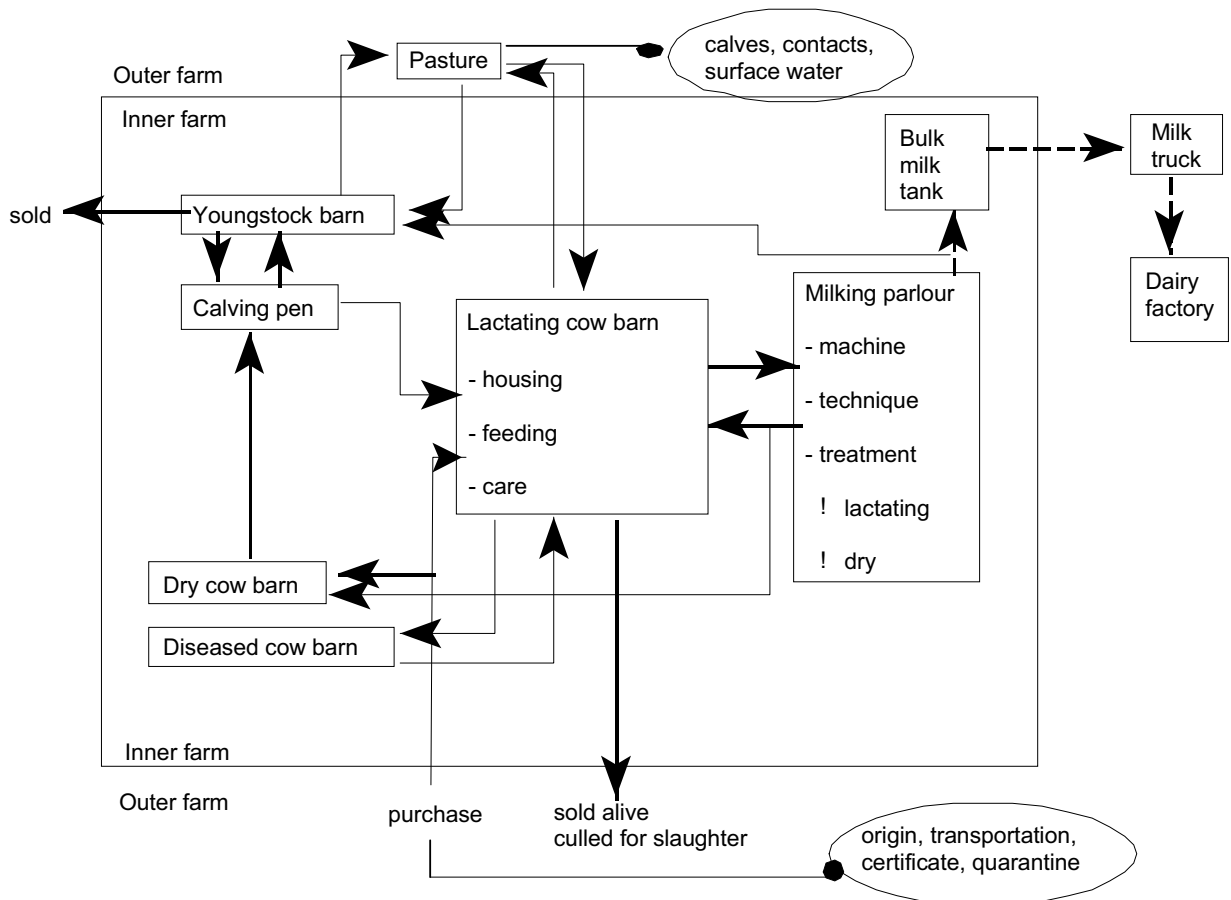 calves, contacts,
surface water
Pasture
Outer farm
Inner farm
Bulk
milk
tank
Milk
truck
sold
Youngstock barn
Calving pen
Lactating cow barn
- housing
- feeding
- care
Milking parlour
- machine
- technique
- treatment
! lactating
! dry
Dairy
factory
Dry cow barn
Diseased cow barn
Inner farm
Outer farm
purchase
sold alive
culled for slaughter
origin, transportation,
certificate, quarantine